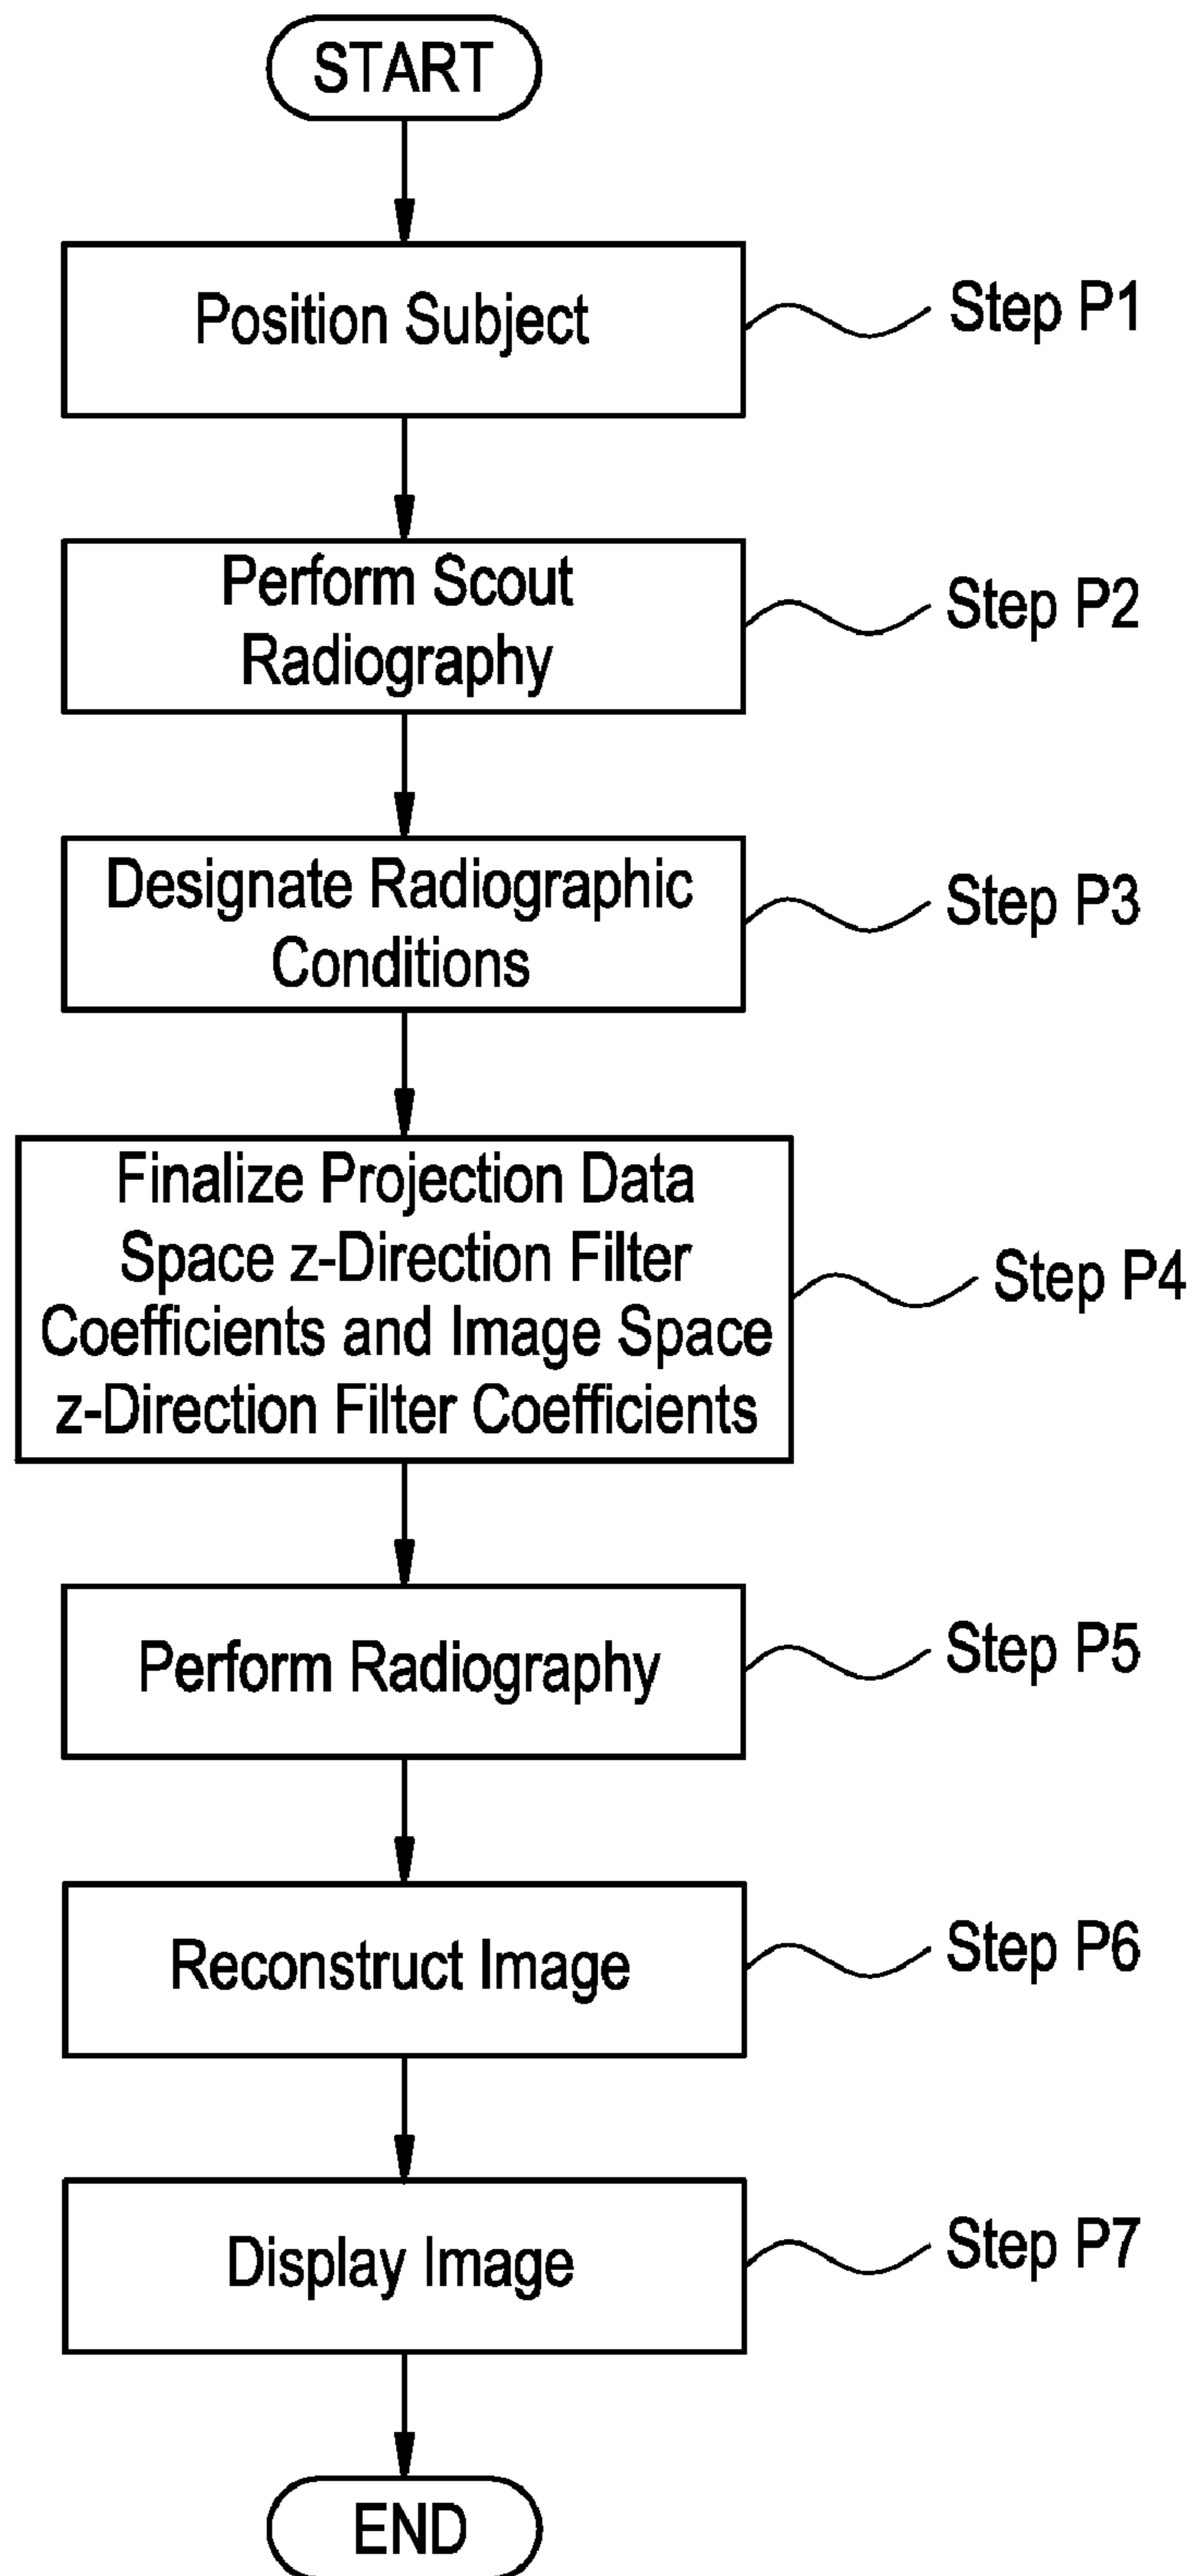 START
Position Subject
Step P1
Perform Scout
Radiography
Step P2
Designate Radiographic
Conditions
Step P3
Finalize Projection Data
Space z-Direction Filter
Coefficients and Image Space
z-Direction Filter Coefficients
Step P4
Perform Radiography
Step P5
Reconstruct Image
Step P6
Display Image
Step P7
END